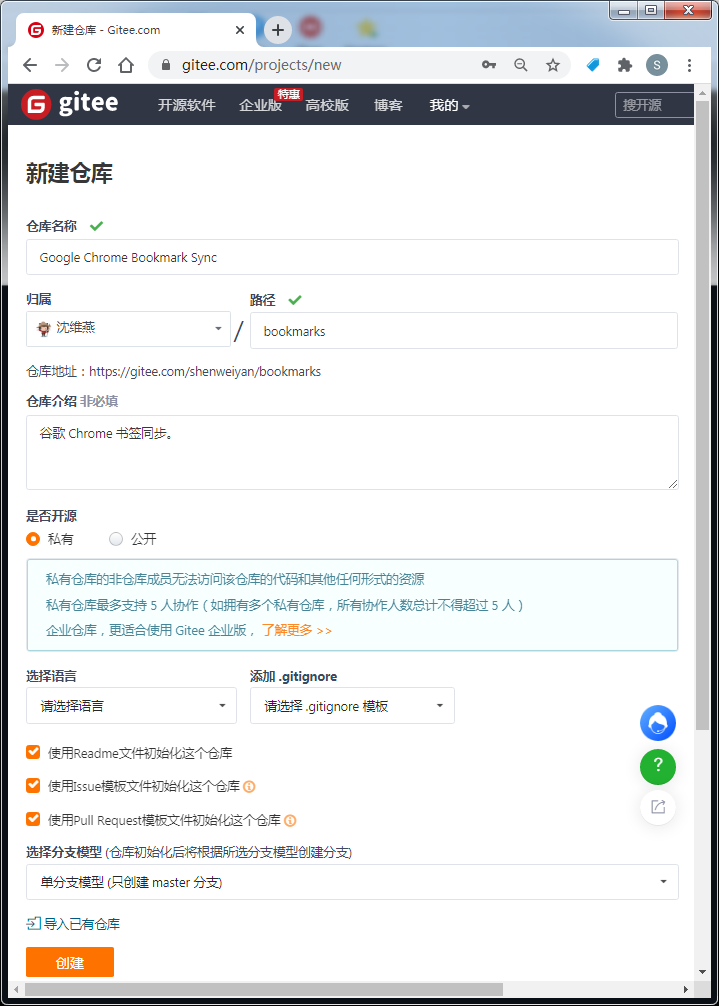 新建仓库 - Gitee.com
gitee.com/projects/new
S
gitee 开源软件 企业版 特惠 高校版 博客 我的 搜开源
新建仓库
仓库名称
Google Chrome Bookmark Sync
归属 路径
沈维燕 / bookmarks
仓库地址：https://gitee.com/shenweiyan/bookmarks
仓库介绍 非必填
谷歌 Chrome 书签同步。
是否开源
私有 公开
私有仓库的非仓库成员无法访问该仓库的代码和其他任何形式的资源
私有仓库最多支持 5 人协作（如拥有多个私有仓库，所有协作人数总计不得超过 5 人）
企业仓库，更适合使用 Gitee 企业版， 了解更多 >>
选择语言 添加 .gitignore
请选择语言 请选择 .gitignore 模板
使用Readme文件初始化这个仓库
使用Issue模板文件初始化这个仓库
?
使用Pull Request模板文件初始化这个仓库
选择分支模型 (仓库初始化后将根据所选分支模型创建分支)
单分支模型 (只创建 master 分支)
导入已有仓库
创建